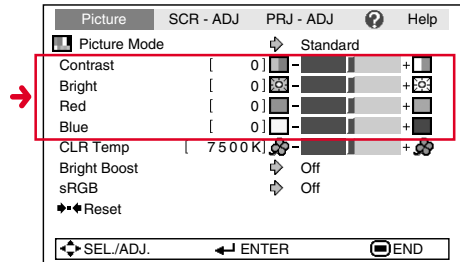 Picture SCR - ADJ PRJ - ADJ ? Help
Picture Mode Standard
Contrast [ 0] - +
Bright [ 0] - +
Red [ 0] - +
Blue [ 0] - +
CLR Temp [ 7500K] - +
Bright Boost Off
sRGB Off
Reset
SEL./ADJ. ENTER END